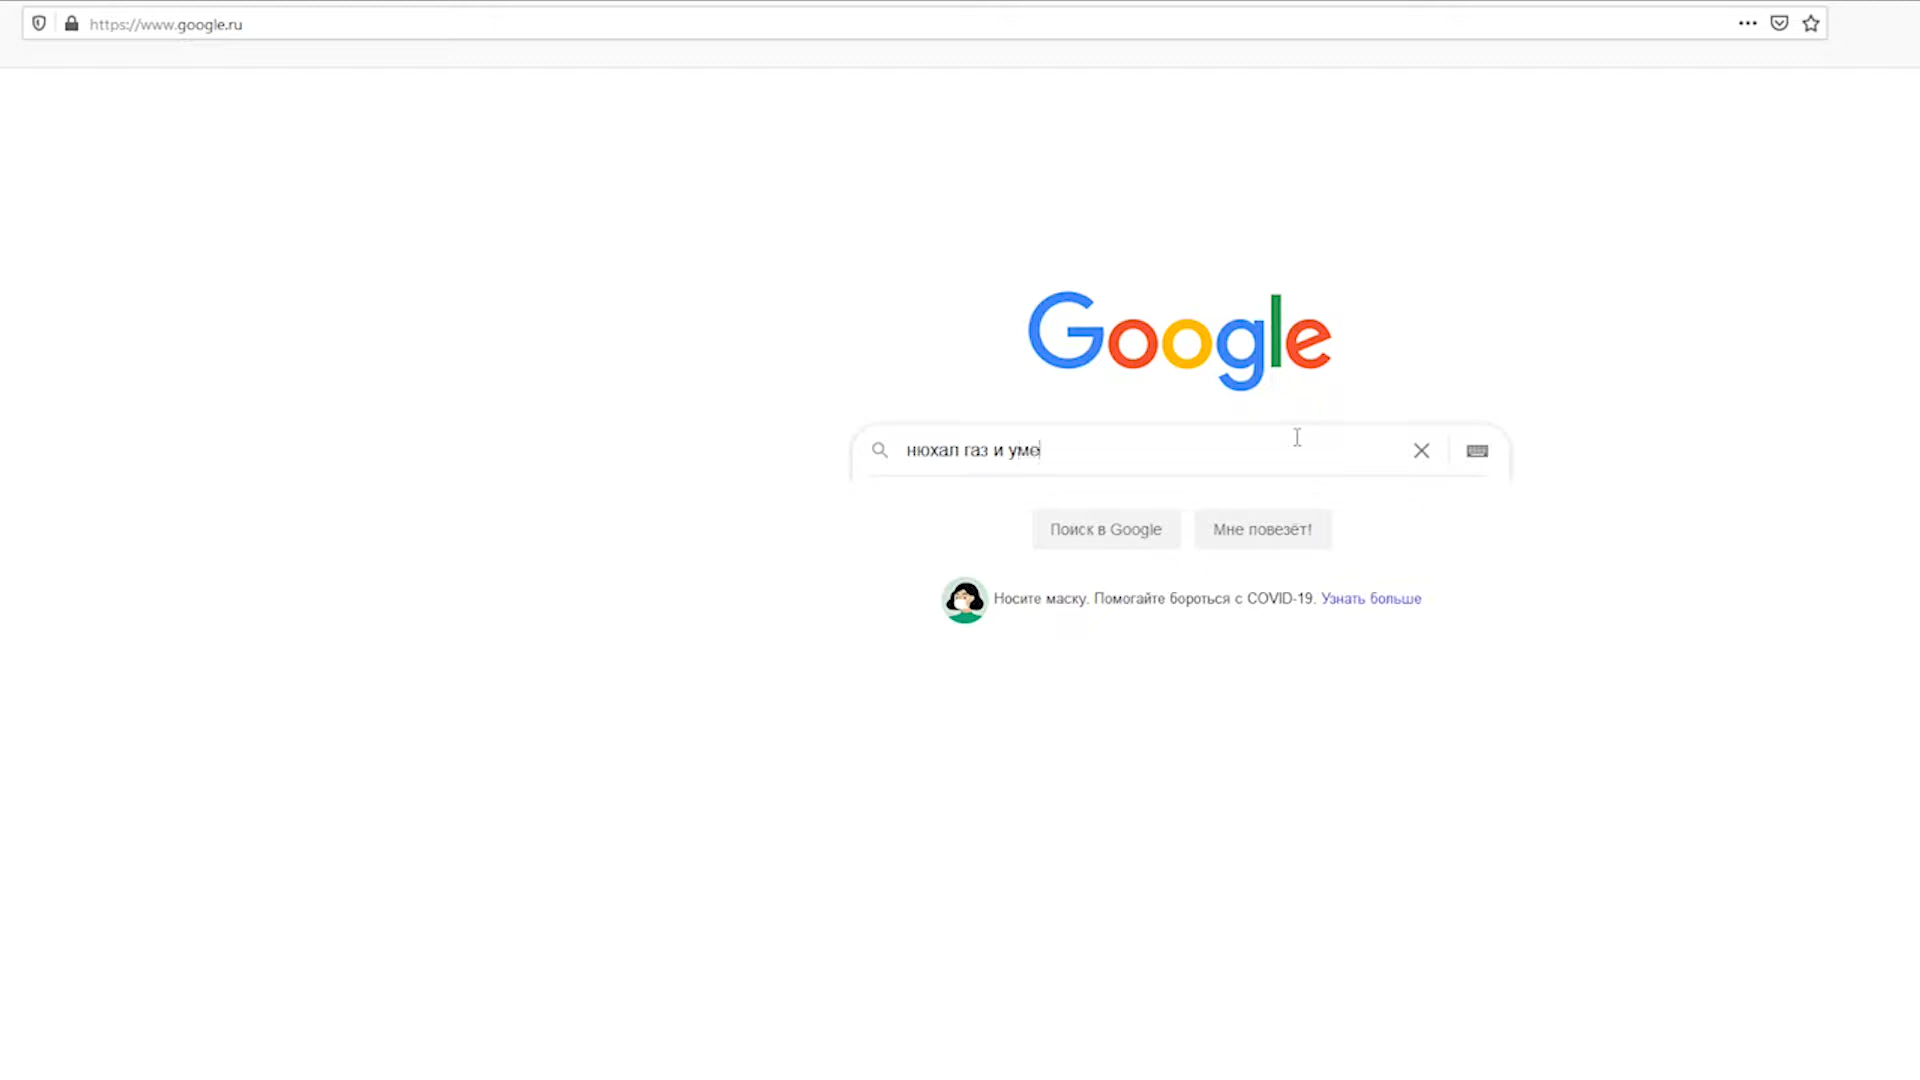 https://www.google.ru
Google
нюхал газ и уме
Поиск в Google
Мне повезёт!
Носите маску. Помогайте бороться с COVID-19. Узнать больше